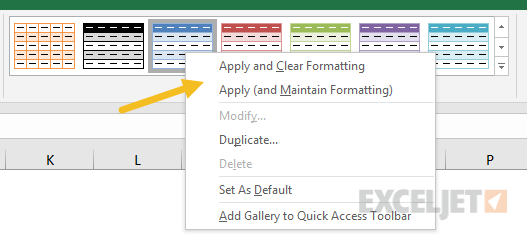 Apply and Clear Formatting
Apply (and Maintain Formatting)
Modify...
Duplicate...
Delete
Set As Default
Add Gallery to Quick Access Toolbar
K L P
EXCELJET